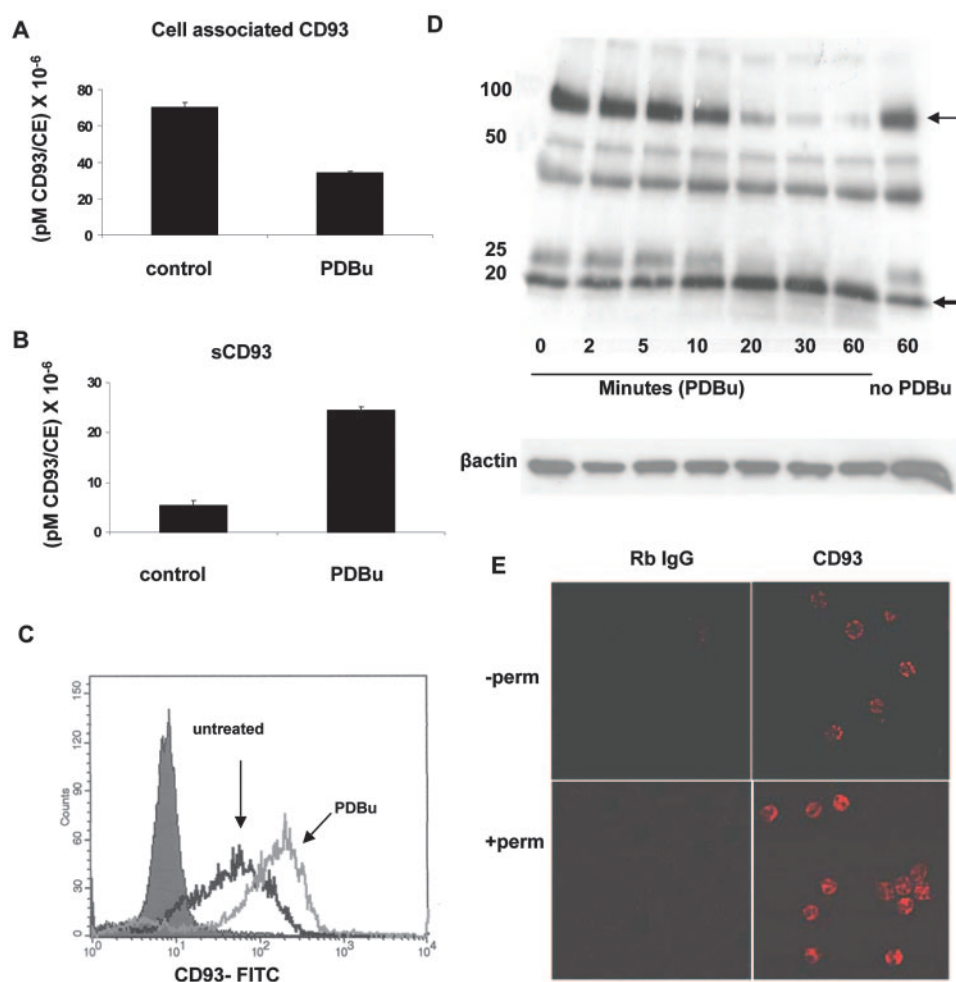 A
Cell associated CD93
(pM CD93/CE) X 10-6
80
60
40
20
0
control
PDBu
B
sCD93
(pM CD93/CE) X 10-6
30
20
10
0
control
PDBu
C
untreated
PDBu
Counts
150
120
90
60
30
0
10⁰
10¹
10²
10³
10⁴
CD93- FITC
D
100
50
25
20
0 2 5 10 20 30 60 60
Minutes (PDBu)
no PDBu
βactin
E
Rb IgG
CD93
-perm
+perm